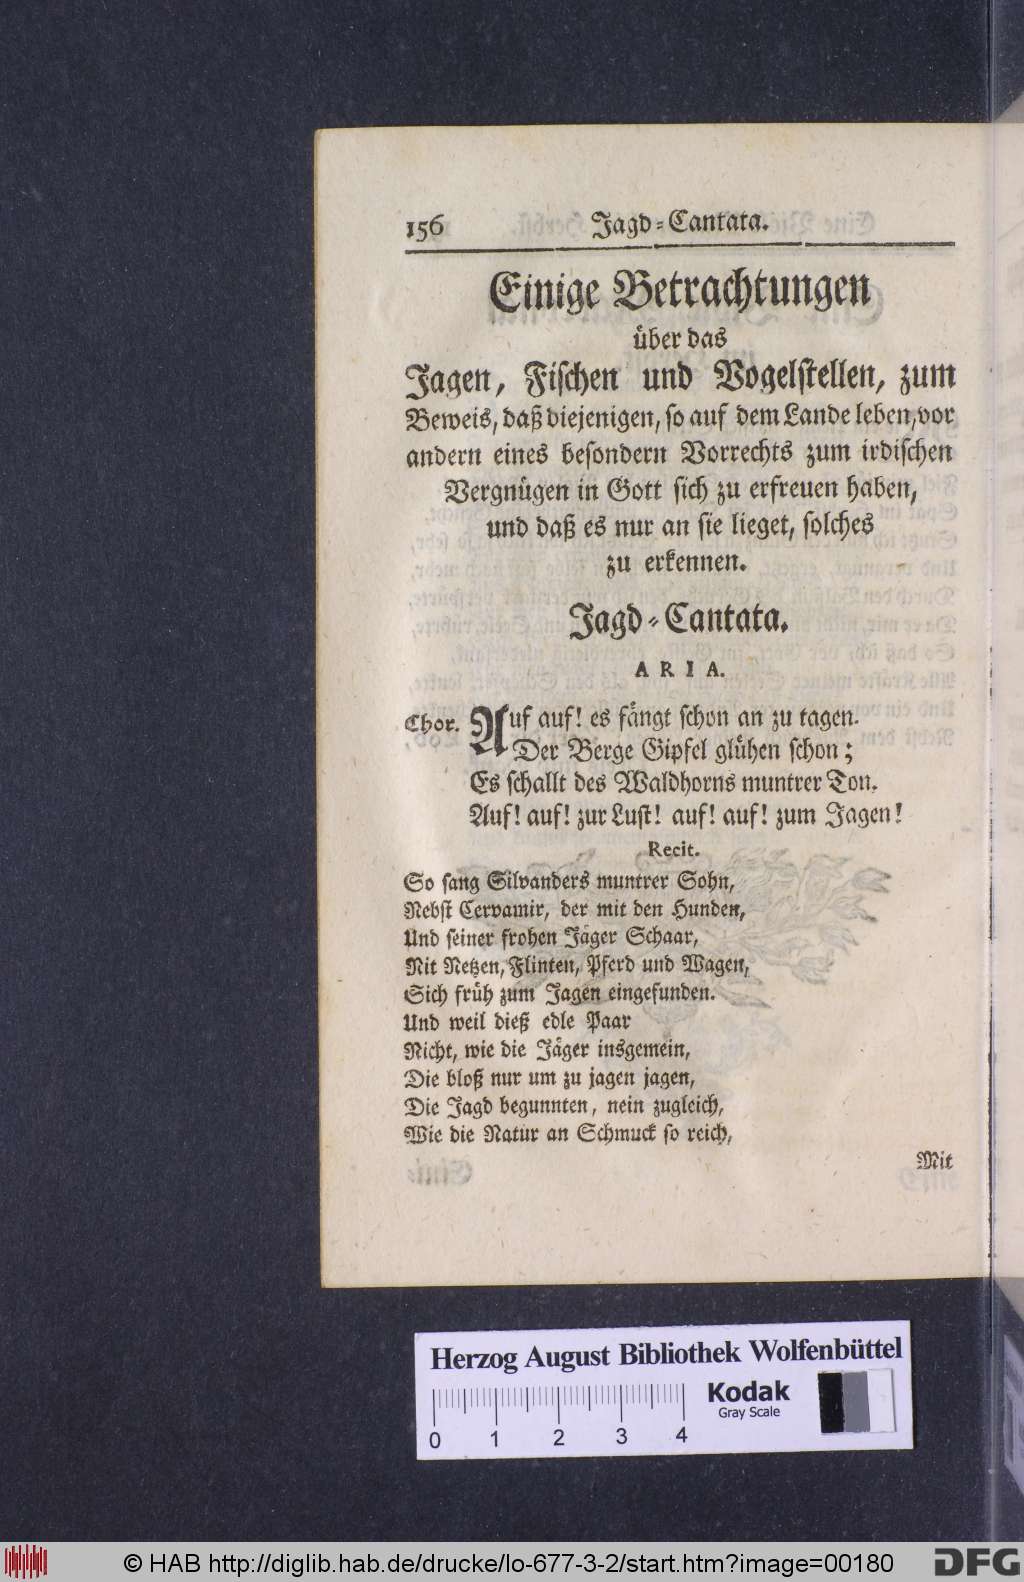 156 Jagd-Cantata.
Einige Betrachtungen
über das
Jagen, Fischen und Vogelstellen, zum
Beweis, daß diejenigen, so auf dem Lande leben, vor
andern eines besondern Vorrechts zum irdischen
Vergnügen in Gott sich zu erfreuen haben,
und daß es nur an sie lieget, solches
zu erkennen.
Jagd-Cantata.
ARIA.
Chor. Auf auf! es fängt schon an zu tagen.
Der Berge Gipfel glühen schon;
Es schallt des Waldhorns muntrer Ton.
Auf! auf! zur Lust! auf! auf! zum Jagen!
Recit.
So sang Silvanders muntrer Sohn,
Nebst Cervamir, der mit den Hunden,
Und seiner frohen Jäger Schaar,
Mit Netzen, Flinten, Pferd und Wagen,
Sich früh zum Jagen eingefunden.
Und weil dieß edle Paar
Nicht, wie die Jäger insgemein,
Die bloß nur um zu jagen jagen,
Die Jagd begunnten, nein zugleich,
Wie die Natur an Schmuck so reich,
Mit
Herzog August Bibliothek Wolfenbüttel
Kodak
Gray Scale
0 1 2 3 4
© HAB http://diglib.hab.de/drucke/lo-677-3-2/start.htm?image=00180
DFG